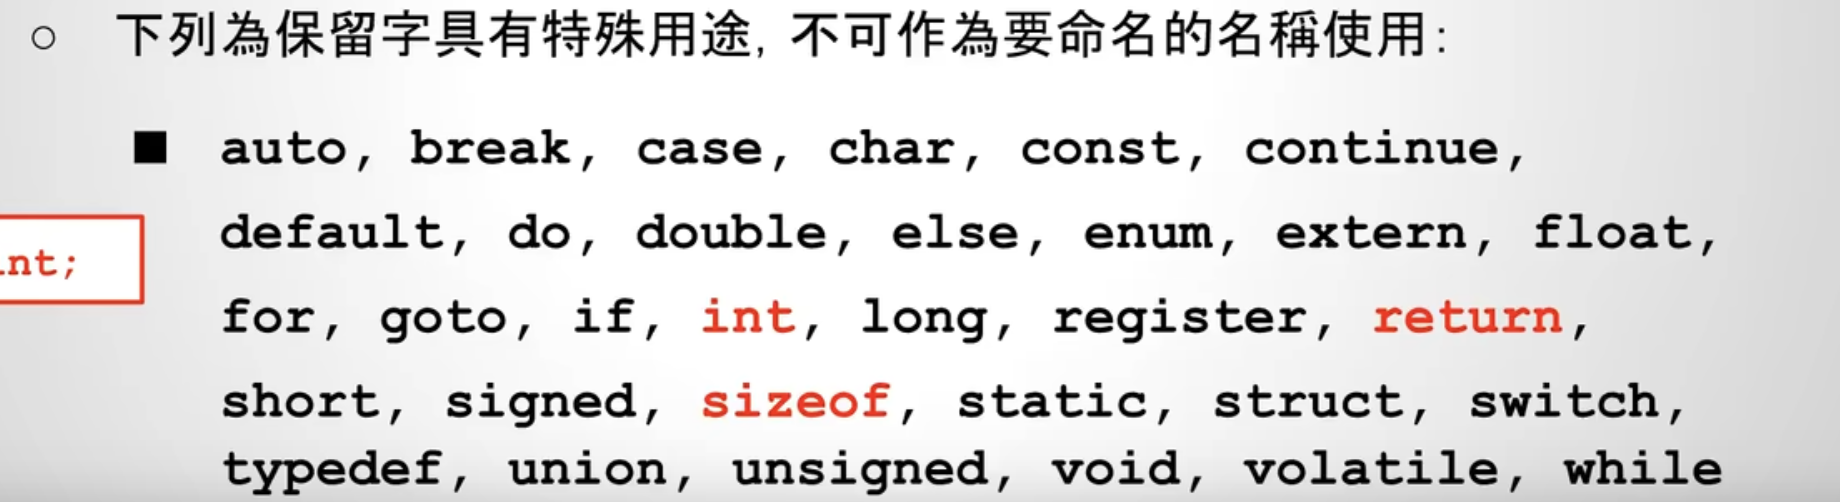 ○ 下列為保留字具有特殊用途, 不可作為要命名的名稱使用:
■ auto, break, case, char, const, continue,
default, do, double, else, enum, extern, float,
nt;
for, goto, if, int, long, register, return,
short, signed, sizeof, static, struct, switch,
typedef, union, unsigned, void, volatile, while